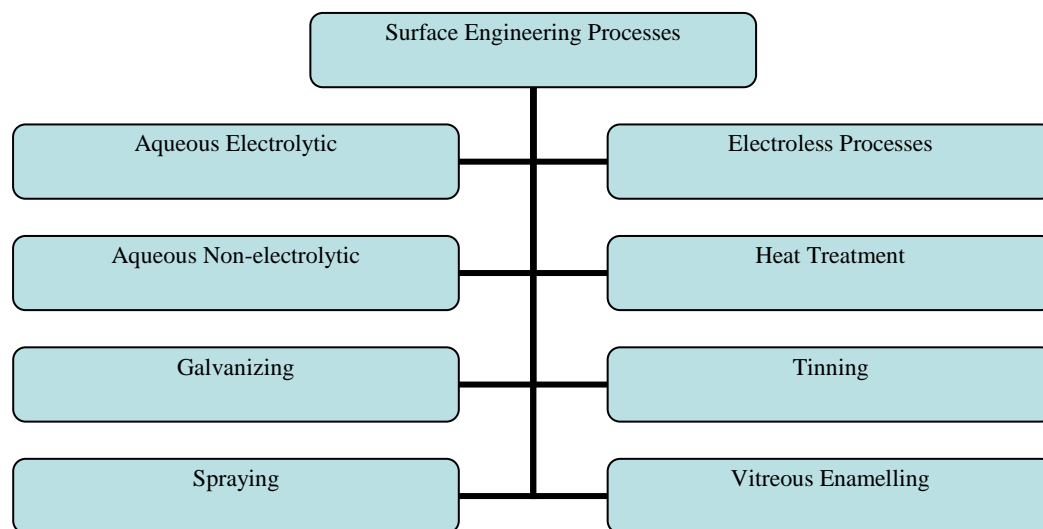 Surface Engineering Processes
Aqueous Electrolytic
Electroless Processes
Aqueous Non-electrolytic
Heat Treatment
Galvanizing
Tinning
Spraying
Vitreous Enamelling